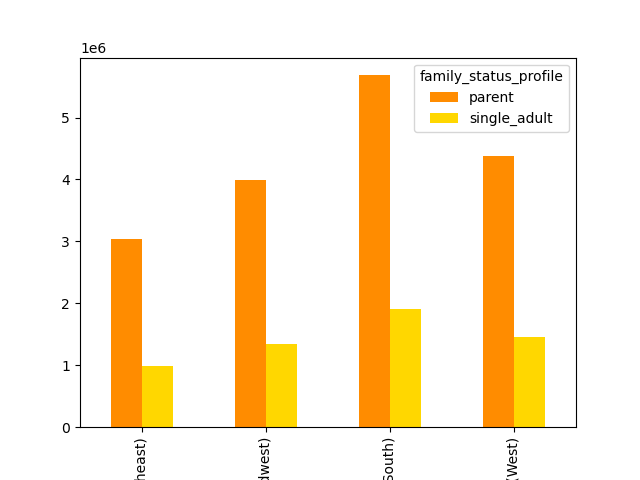 1e6
family_status_profile
parent
single_adult
5
4
3
2
1
0
heast)
dwest)
South)
(West)